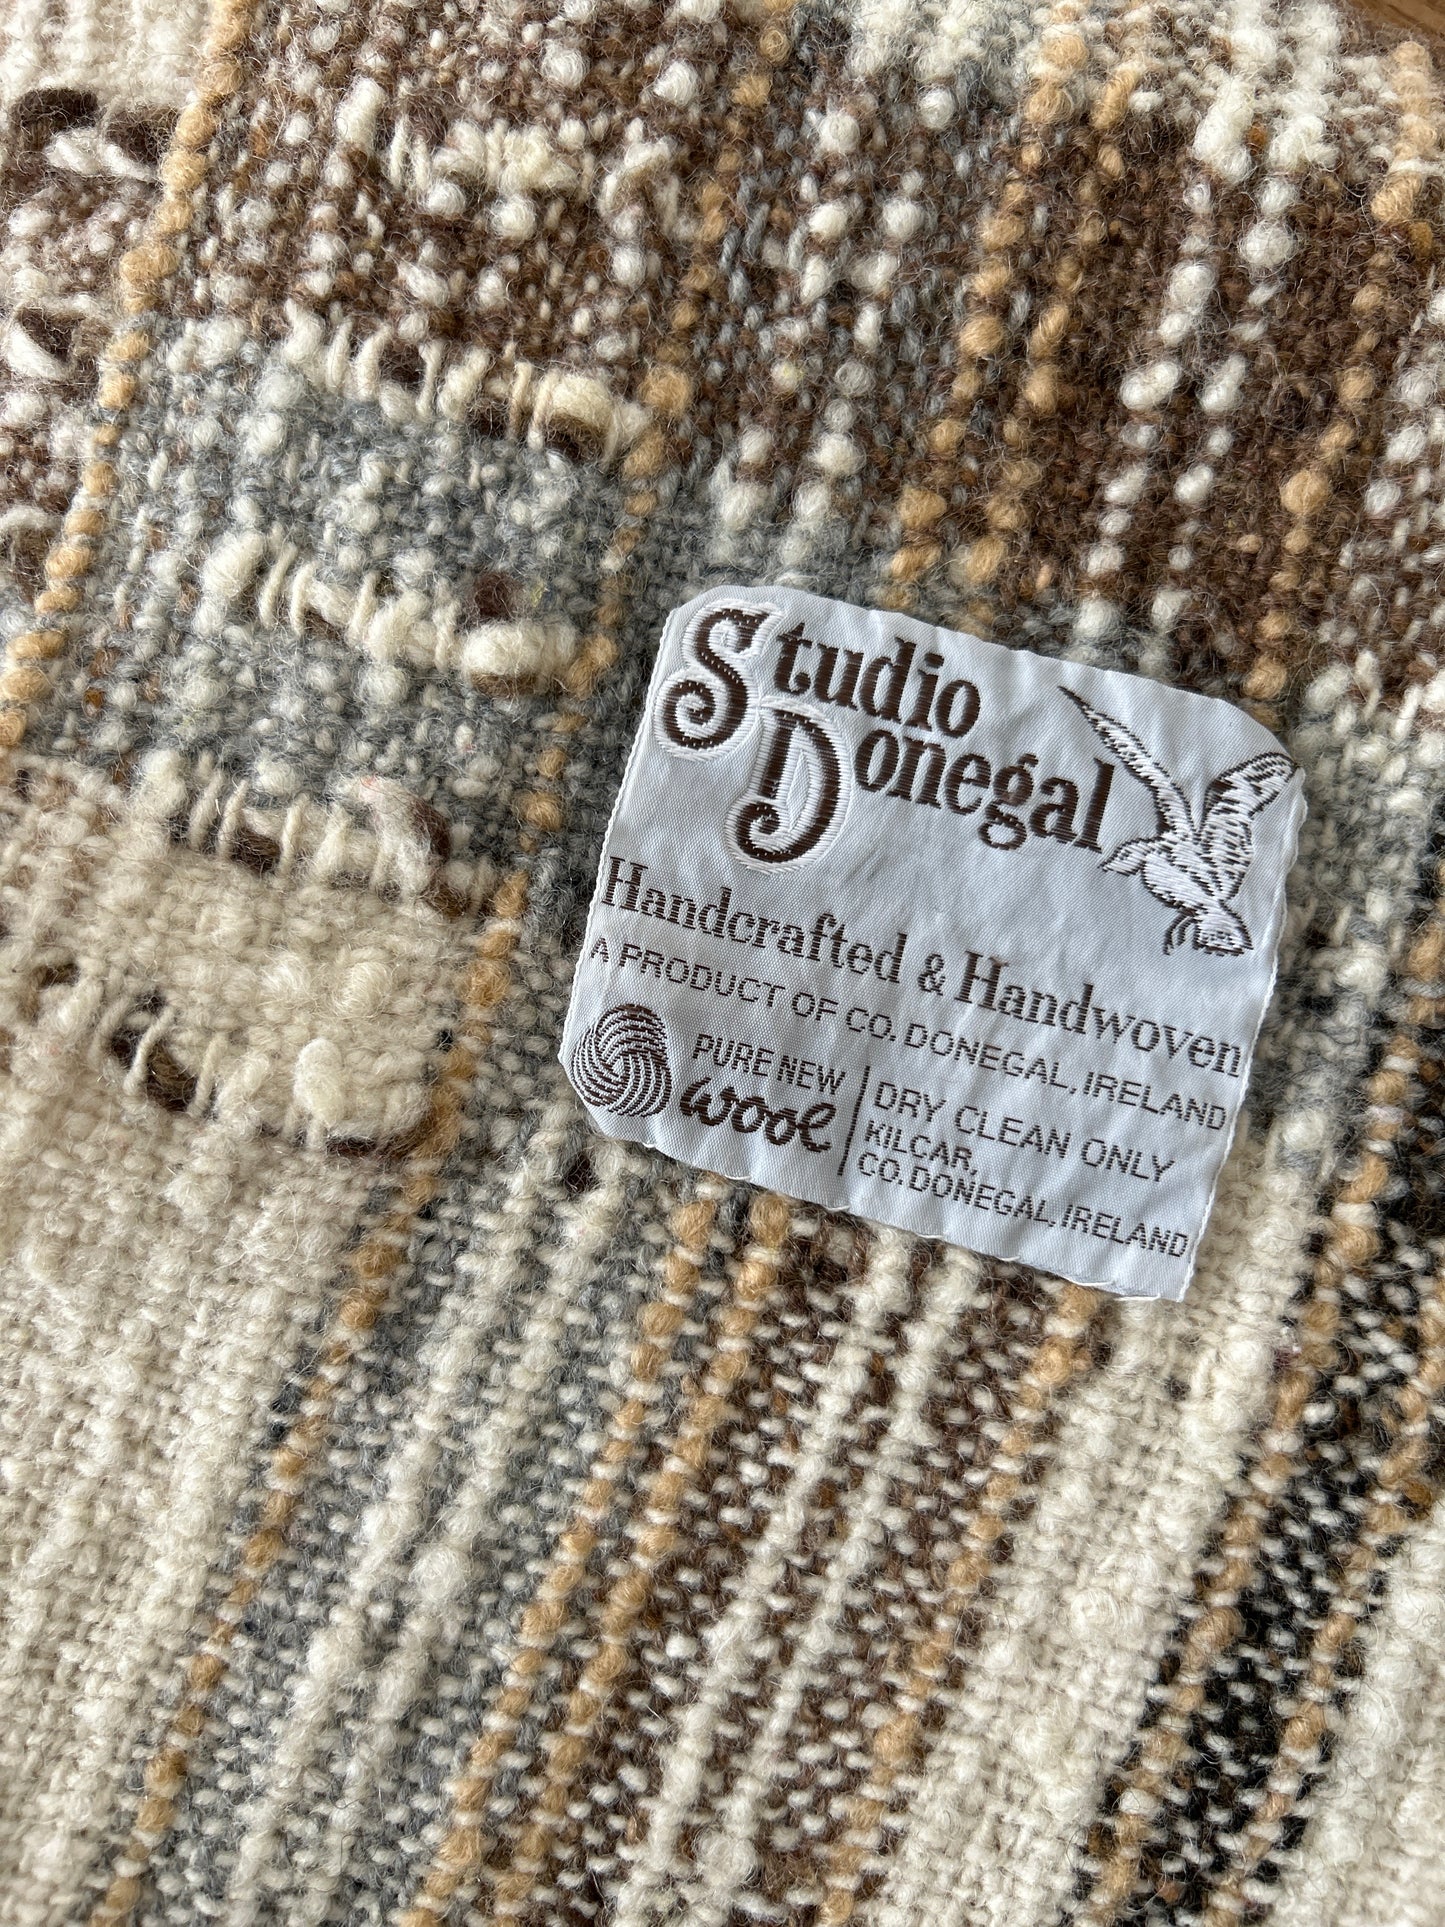 Studio
Donegal
Handcrafted & Handwoven
A PRODUCT OF CO. DONEGAL, IRELAND
PURE NEW
wool
DRY CLEAN ONLY
KILCAR,
CO. DONEGAL, IRELAND